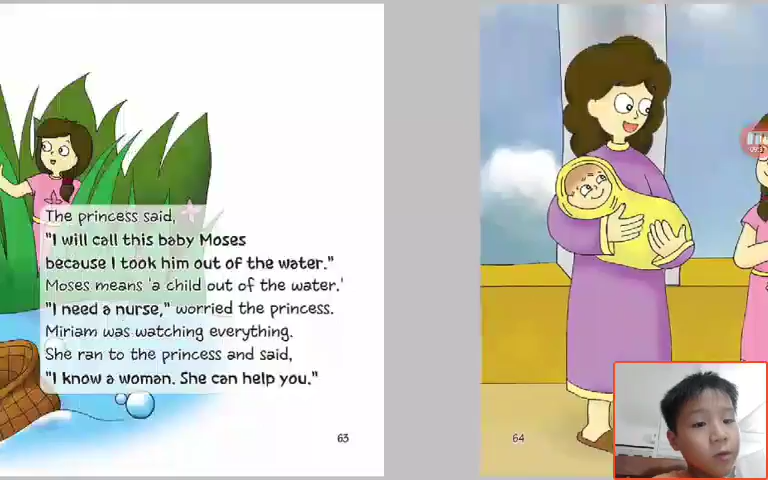 The princess said,
"I will call this baby Moses
because I took him out of the water."
Moses means 'a child out of the water.'
"I need a nurse," worried the princess.
Miriam was watching everything.
She ran to the princess and said,
"I know a woman. She can help you."
63
64